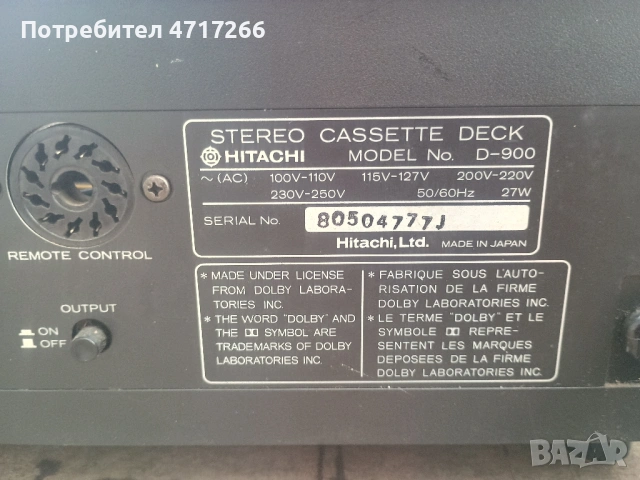 Потребител 4717266
STEREO CASSETTE DECK
HITACHI MODEL No. D-900
~ (AC) 100V-110V 115V-127V 200V-220V
230V-250V 50/60Hz 27W
SERIAL No. 80504777J
Hitachi, Ltd. MADE IN JAPAN
REMOTE CONTROL
OUTPUT
ON
OFF
* MADE UNDER LICENSE
FROM DOLBY LABORA-
TORIES INC.
* THE WORD "DOLBY" AND
THE SYMBOL ARE
TRADEMARKS OF DOLBY
LABORATORIES INC.
* FABRIQUE SOUS L'AUTO-
RISATION DE LA FIRME
DOLBY LABORATORIES INC.
* LE TERME "DOLBY" ET LE
SYMBOLE REPRE-
SENTENT LES MARQUES
DEPOSEES DE LA FIRME
DOLBY LABORATORIES INC.
BAZAR